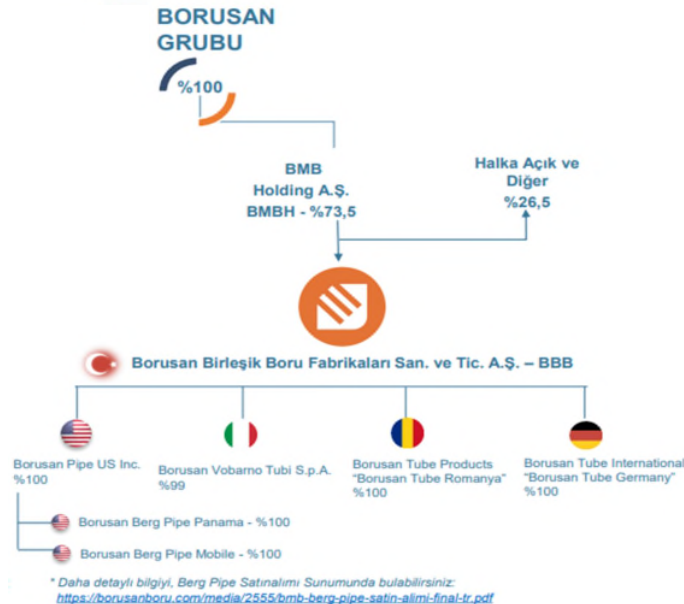 BORUSAN
GRUBU
%100
BMB
Holding A.Ş.
BMBH - %73,5
Halka Açık ve
Diğer
%26,5
Borusan Birleşik Boru Fabrikaları San. ve Tic. A.Ş. – BBB
Borusan Pipe US Inc.
%100
Borusan Vobarno Tubi S.p.A.
%99
Borusan Tube Products
“Borusan Tube Romanya”
%100
Borusan Tube International
“Borusan Tube Germany”
%100
Borusan Berg Pipe Panama - %100
Borusan Berg Pipe Mobile - %100
* Daha detaylı bilgiyi, Berg Pipe Satınalımı Sunumunda bulabilirsiniz:
https://borusanboru.com/media/2555/bmb-berg-pipe-satin-alimi-final-tr.pdf